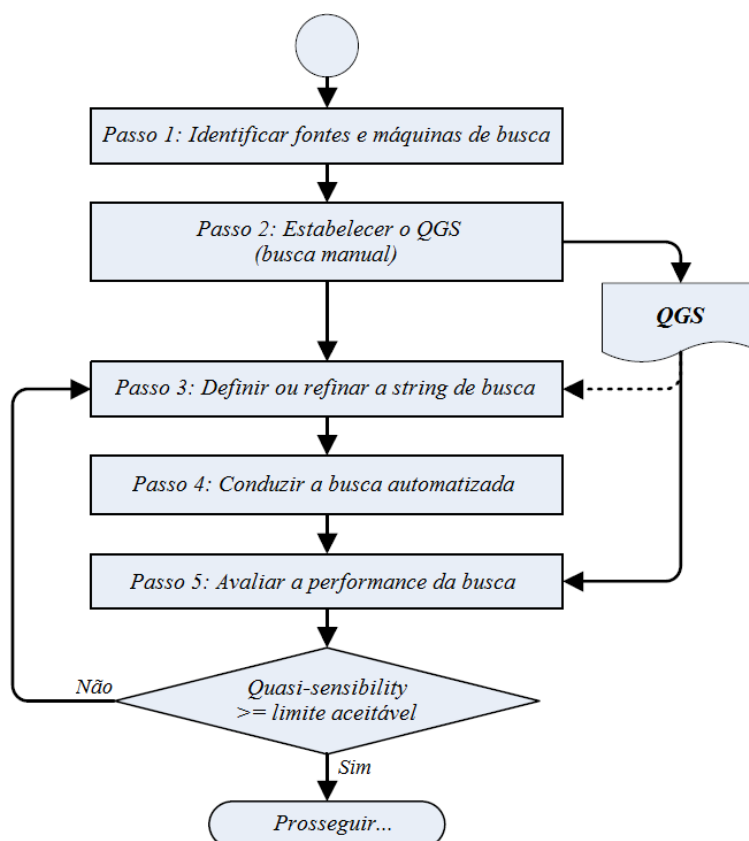 Passo 1: Identificar fontes e máquinas de busca
Passo 2: Estabelecer o QGS
(busca manual)
QGS
Passo 3: Definir ou refinar a string de busca
Passo 4: Conduzir a busca automatizada
Passo 5: Avaliar a performance da busca
Não
Quasi-sensibility
>= limite aceitável
Sim
Prosseguir...